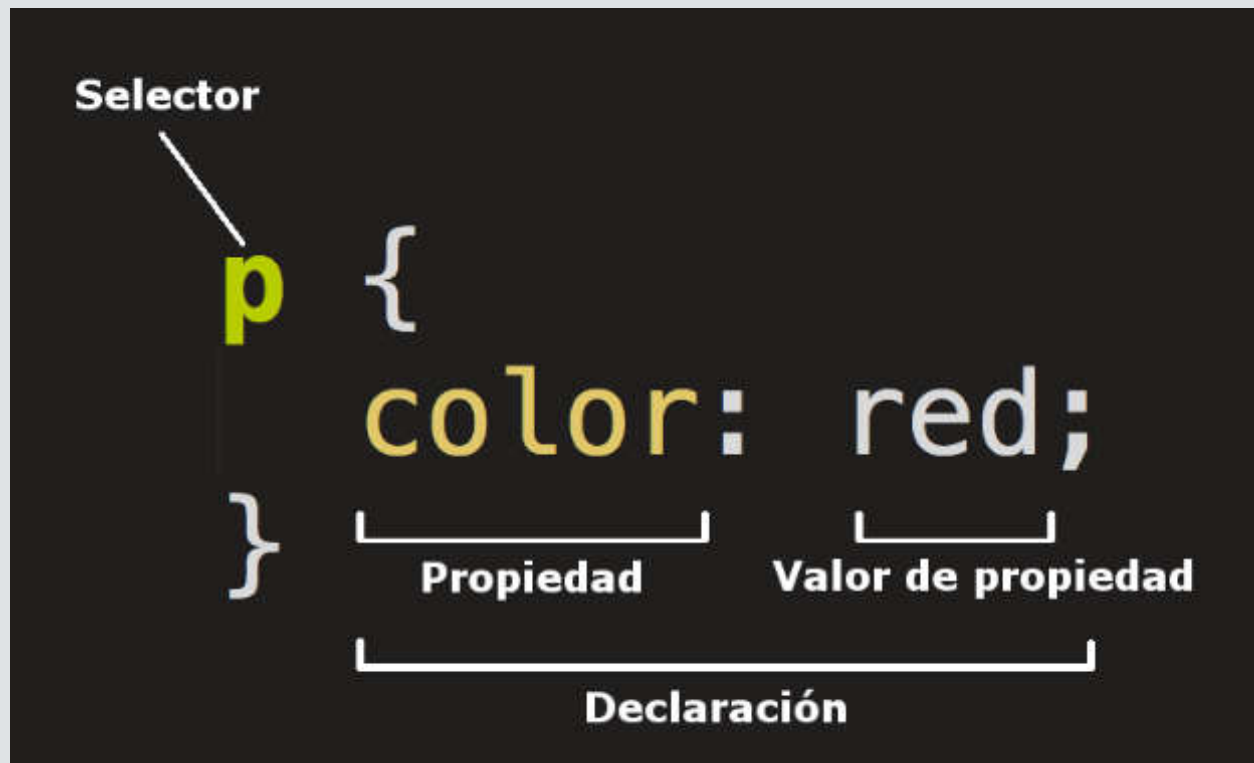 Selector
p {
color: red;
}
Propiedad
Valor de propiedad
Declaración